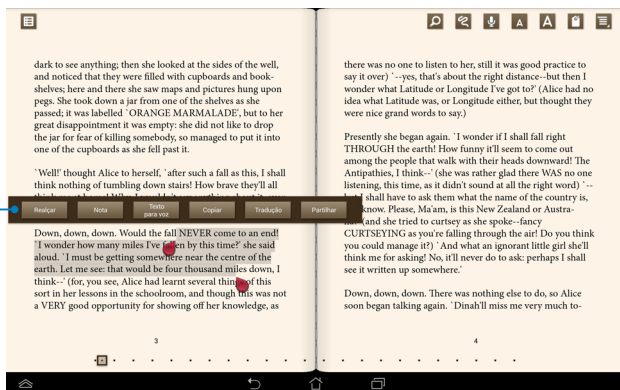 A A
dark to see anything; then she looked at the sides of the well,
and noticed that they were filled with cupboards and book-
shelves; here and there she saw maps and pictures hung upon
pegs. She took down a jar from one of the shelves as she
passed; it was labelled `ORANGE MARMALADE', but to her
great disappointment it was empty: she did not like to drop
the jar for fear of killing somebody, so managed to put it into
one of the cupboards as she fell past it.
`Well!' thought Alice to herself, `after such a fall as this, I shall
think nothing of tumbling down stairs! How brave they'll all
Realçar
Nota
Texto
para voz
Copiar
Tradução
Partilhar
Down, down, down. Would the fall NEVER come to an end!
`I wonder how many miles I've fallen by this time?' she said
aloud. `I must be getting somewhere near the centre of the
earth. Let me see: that would be four thousand miles down, I
think--' (for, you see, Alice had learnt several things of this
sort in her lessons in the schoolroom, and though this was not
a VERY good opportunity for showing off her knowledge, as
3
there was no one to listen to her, still it was good practice to
say it over) `--yes, that's about the right distance--but then I
wonder what Latitude or Longitude I've got to?' (Alice had no
idea what Latitude was, or Longitude either, but thought they
were nice grand words to say.)
Presently she began again. `I wonder if I shall fall right
THROUGH the earth! How funny it'll seem to come out
among the people that walk with their heads downward! The
Antipathies, I think--' (she was rather glad there WAS no one
listening, this time, as it didn't sound at all the right word) `--
but I shall have to ask them what the name of the country is,
know. Please, Ma'am, is this New Zealand or Austra-
(and she tried to curtsey as she spoke--fancy
CURTSEYING as you're falling through the air! Do you think
you could manage it?) `And what an ignorant little girl she'll
think me for asking! No, it'll never do to ask: perhaps I shall
see it written up somewhere.'
Down, down, down. There was nothing else to do, so Alice
soon began talking again. `Dinah'll miss me very much to-
4